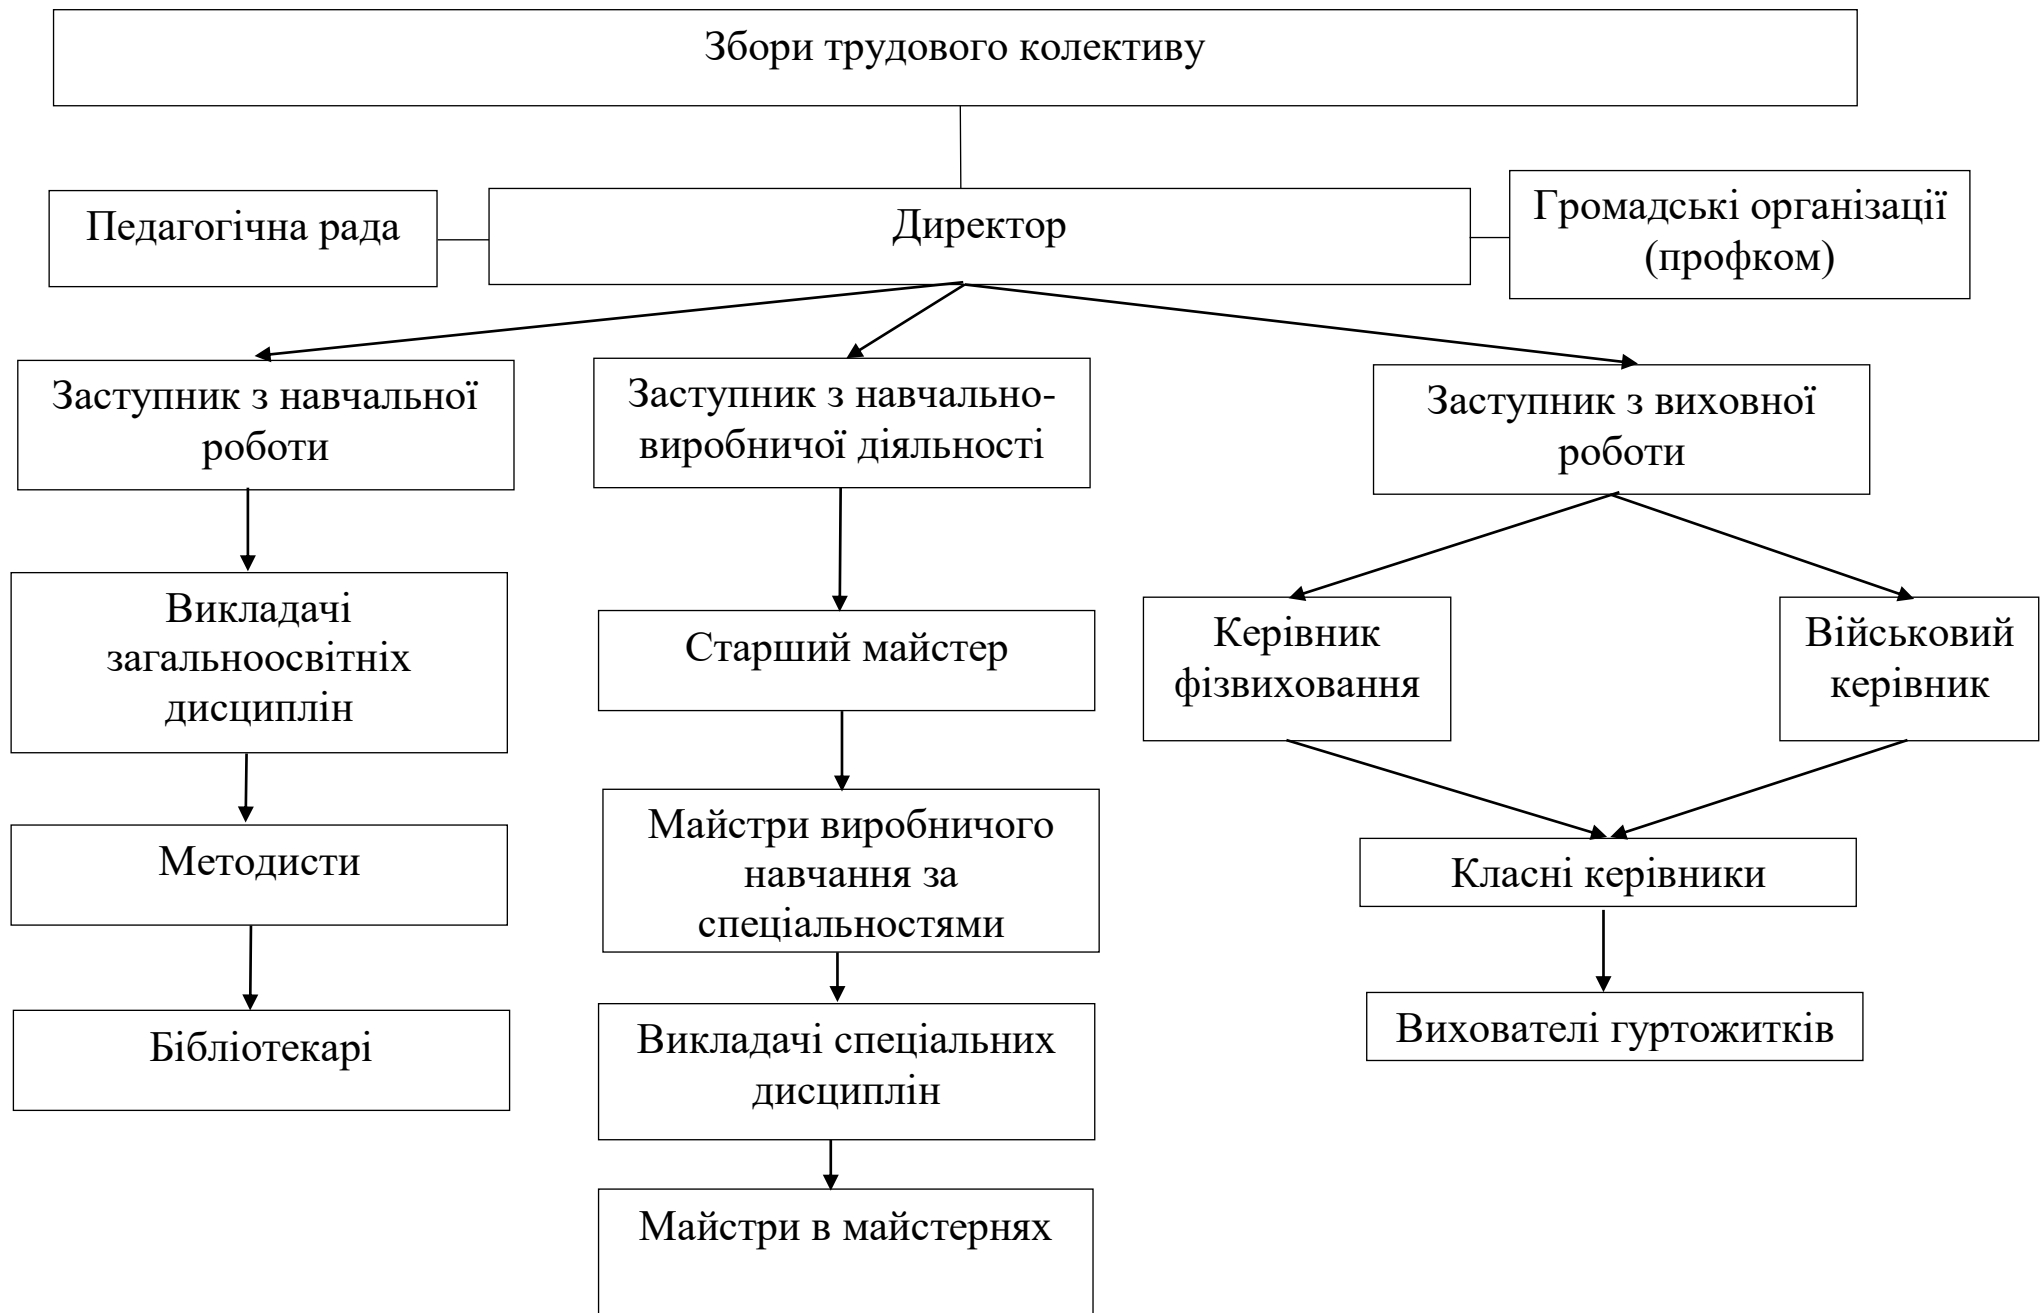 Збори трудового колективу
Педагогічна рада
Директор
Громадські організації
(профком)
Заступник з навчальної
роботи
Заступник з навчально-
виробничої діяльності
Заступник з виховної
роботи
Викладачі
загальноосвітніх
дисциплін
Старший майстер
Керівник
фізвиховання
Військовий
керівник
Методисти
Майстри виробничого
навчання за
спеціальностями
Класні керівники
Бібліотекарі
Викладачі спеціальних
дисциплін
Вихователі гуртожитків
Майстри в майстернях